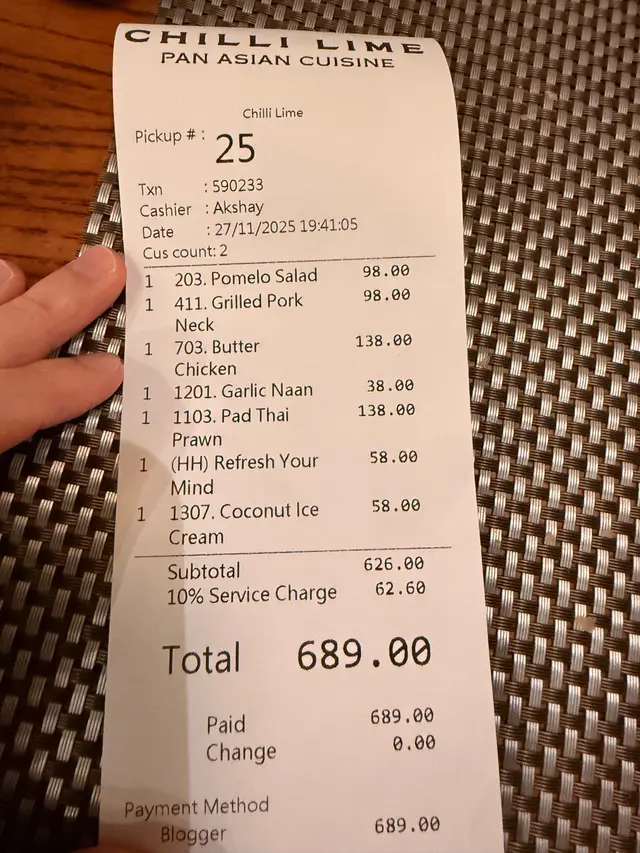 CHILLI LIME
PAN ASIAN CUISINE
Chilli Lime
Pickup # : 25
Txn : 590233
Cashier : Akshay
Date : 27/11/2025 19:41:05
Cus count: 2
1 203. Pomelo Salad 98.00
1 411. Grilled Pork 98.00
Neck
1 703. Butter 138.00
Chicken
1 1201. Garlic Naan 38.00
1 1103. Pad Thai 138.00
Prawn
1 (HH) Refresh Your 58.00
Mind
1 1307. Coconut Ice 58.00
Cream
Subtotal 626.00
10% Service Charge 62.60
Total 689.00
Paid 689.00
Change 0.00
Payment Method
Blogger 689.00